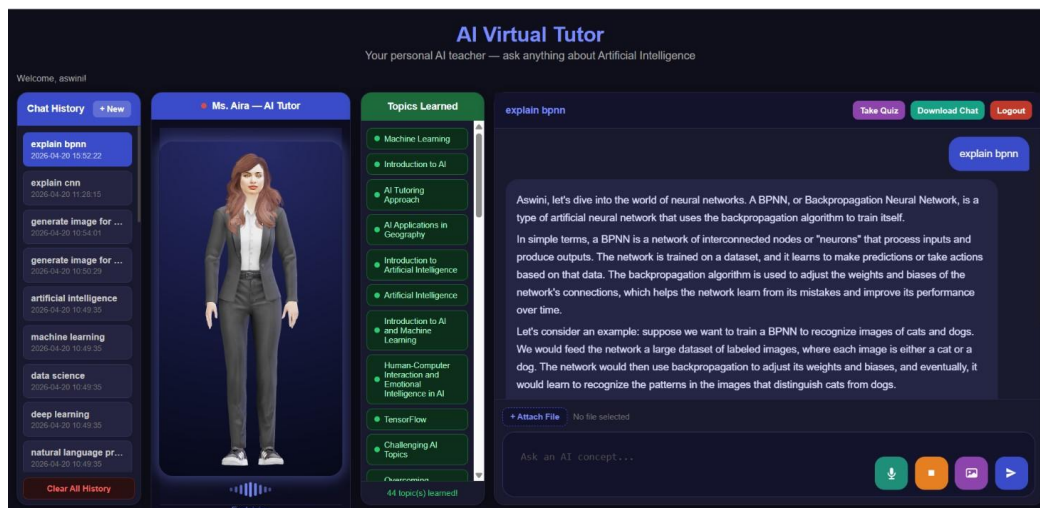 AI Virtual Tutor
Your personal AI teacher — ask anything about Artificial Intelligence
Welcome, aswini!
Chat History
+ New
explain bpnn
2026-04-20 15:52:22
explain cnn
2026-04-20 11:28:15
generate image for ...
2026-04-20 10:54:01
generate image for ...
2026-04-20 10:50:29
artificial intelligence
2026-04-20 10:49:35
machine learning
2026-04-20 10:49:35
data science
2026-04-20 10:49:35
deep learning
2026-04-20 10:49:35
natural language pr...
2026-04-20 10:49:35
Clear All History
Ms. Aira — AI Tutor
Topics Learned
Machine Learning
Introduction to AI
AI Tutoring
Approach
AI Applications in
Geography
Introduction to
Artificial Intelligence
Artificial Intelligence
Introduction to AI
and Machine
Learning
Human-Computer
Interaction and
Emotional
Intelligence in AI
TensorFlow
Challenging AI
Topics
Overcoming
44 topic(s) learned!
explain bpnn
Take Quiz
Download Chat
Logout
explain bpnn
Aswini, let's dive into the world of neural networks. A BPNN, or Backpropagation Neural Network, is a
type of artificial neural network that uses the backpropagation algorithm to train itself.
In simple terms, a BPNN is a network of interconnected nodes or "neurons" that process inputs and
produce outputs. The network is trained on a dataset, and it learns to make predictions or take actions
based on that data. The backpropagation algorithm is used to adjust the weights and biases of the
network's connections, which helps the network learn from its mistakes and improve its performance
over time.
Let's consider an example: suppose we want to train a BPNN to recognize images of cats and dogs.
We would feed the network a large dataset of labeled images, where each image is either a cat or a
dog. The network would then use backpropagation to adjust its weights and biases, and eventually, it
would learn to recognize the patterns in the images that distinguish cats from dogs.
+ Attach File
No file selected
Ask an AI concept...